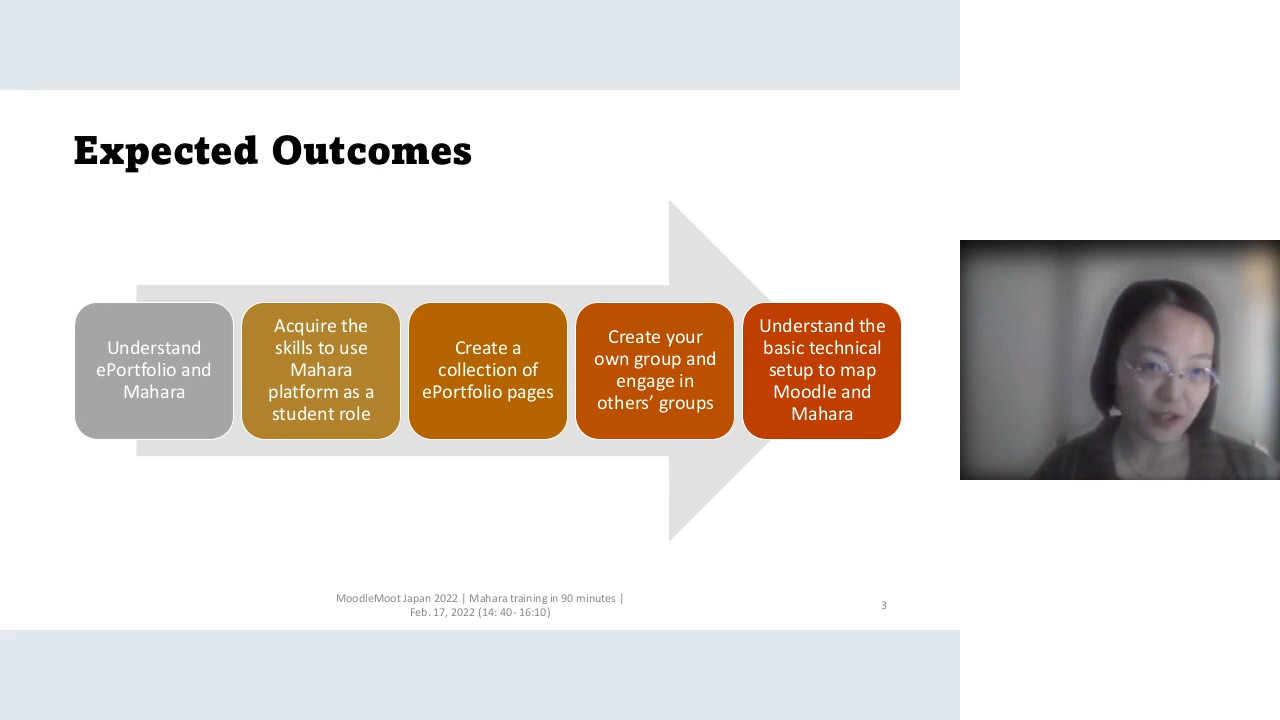 Expected Outcomes
Understand
ePortfolio and
Mahara
Acquire the
skills to use
Mahara
platform as a
student role
Create a
collection of
ePortfolio pages
Create your
own group and
engage in
others’ groups
Understand the
basic technical
setup to map
Moodle and
Mahara
MoodleMoot Japan 2022 | Mahara training in 90 minutes |
Feb. 17, 2022 (14: 40- 16:10)
3